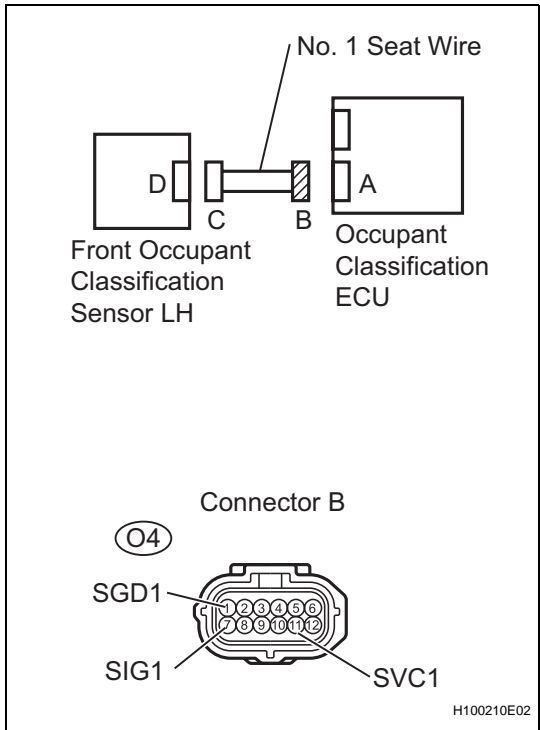 No. 1 Seat Wire
D
A
C
B
Front Occupant
Classification
Sensor LH
Occupant
Classification
ECU
Connector B
O4
SGD1
1 2 3 4 5 6
7 8 9 10 11 12
SIG1
SVC1
H100210E02